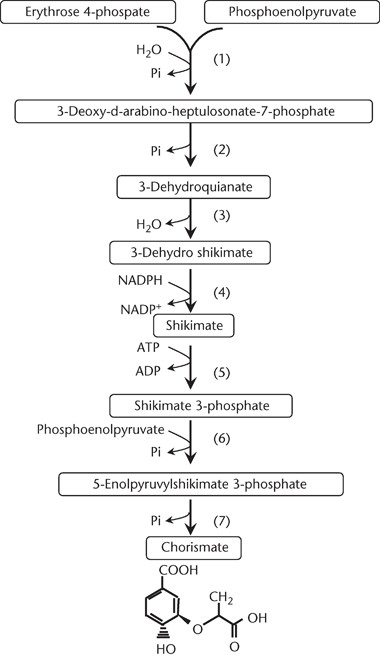 Erythrose 4-phospate Phosphoenolpyruvate
H₂O
(1)
Pi
3-Deoxy-d-arabino-heptulosonate-7-phosphate
Pi (2)
3-Dehydroquianate
H₂O (3)
3-Dehydro shikimate
NADPH
(4)
NADP⁺
Shikimate
ATP
(5)
ADP
Shikimate 3-phosphate
Phosphoenolpyruvate
(6)
Pi
5-Enolpyruvylshikimate 3-phosphate
Pi (7)
Chorismate
COOH
CH₂
OH
O
O
HO